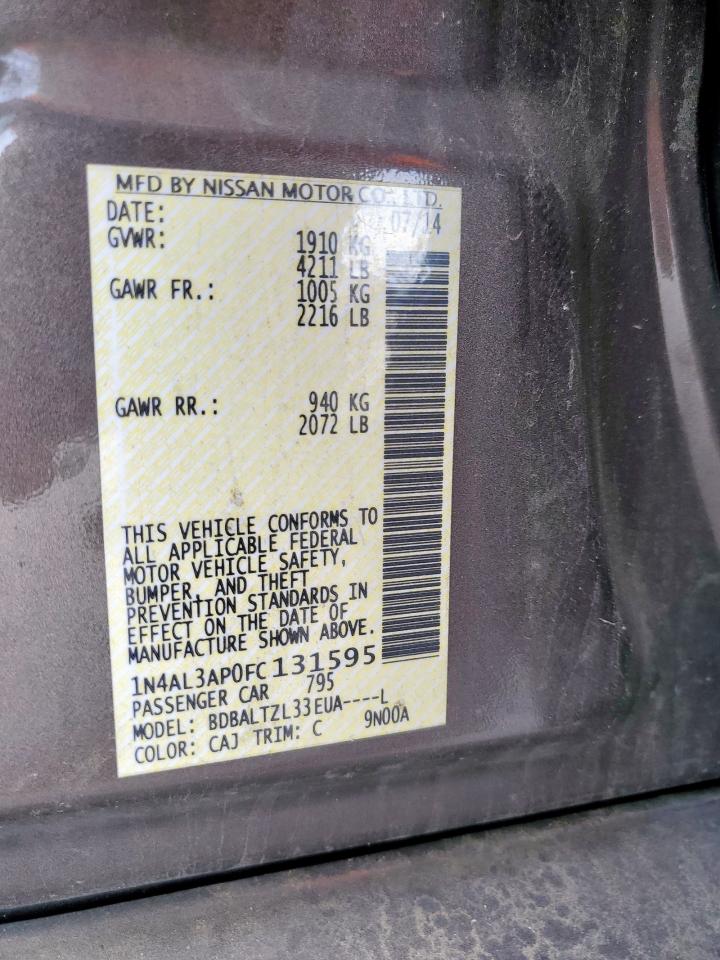 MFD BY NISSAN MOTOR CO., LTD.
DATE: 07/14
GVWR: 1910 KG
4211 LB
GAWR FR.: 1005 KG
2216 LB
GAWR RR.: 940 KG
2072 LB
THIS VEHICLE CONFORMS TO
ALL APPLICABLE FEDERAL
MOTOR VEHICLE SAFETY,
BUMPER, AND THEFT
PREVENTION STANDARDS IN
EFFECT ON THE DATE OF
MANUFACTURE SHOWN ABOVE.
1N4AL3AP0FC131595
PASSENGER CAR 795
MODEL: BDBALTZL33EUA----L
COLOR: CAJ TRIM: C 9N00A